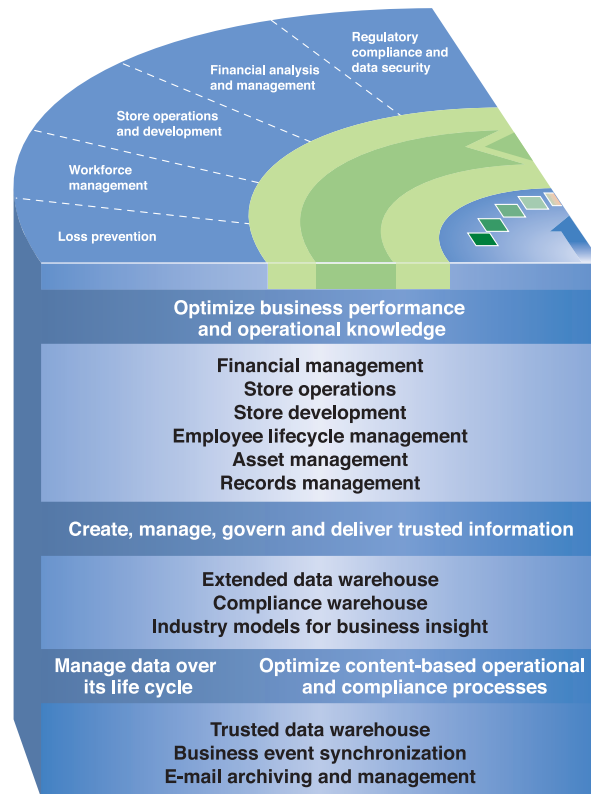 Regulatory
compliance and
data security
Financial analysis
and management
Store operations
and development
Workforce
management
Loss prevention
Optimize business performance
and operational knowledge
Financial management
Store operations
Store development
Employee lifecycle management
Asset management
Records management
Create, manage, govern and deliver trusted information
Extended data warehouse
Compliance warehouse
Industry models for business insight
Manage data over
its life cycle
Optimize content-based operational
and compliance processes
Trusted data warehouse
Business event synchronization
E-mail archiving and management